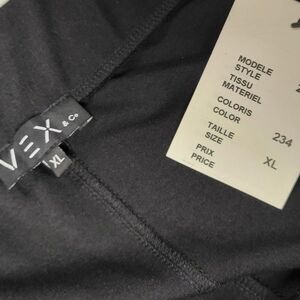 VEX & Co
XL
MODELE
STYLE
TISSU
MATERIEL
COLORIS
COLOR
TAILLE 234
SIZE
PRIX XL
PRICE